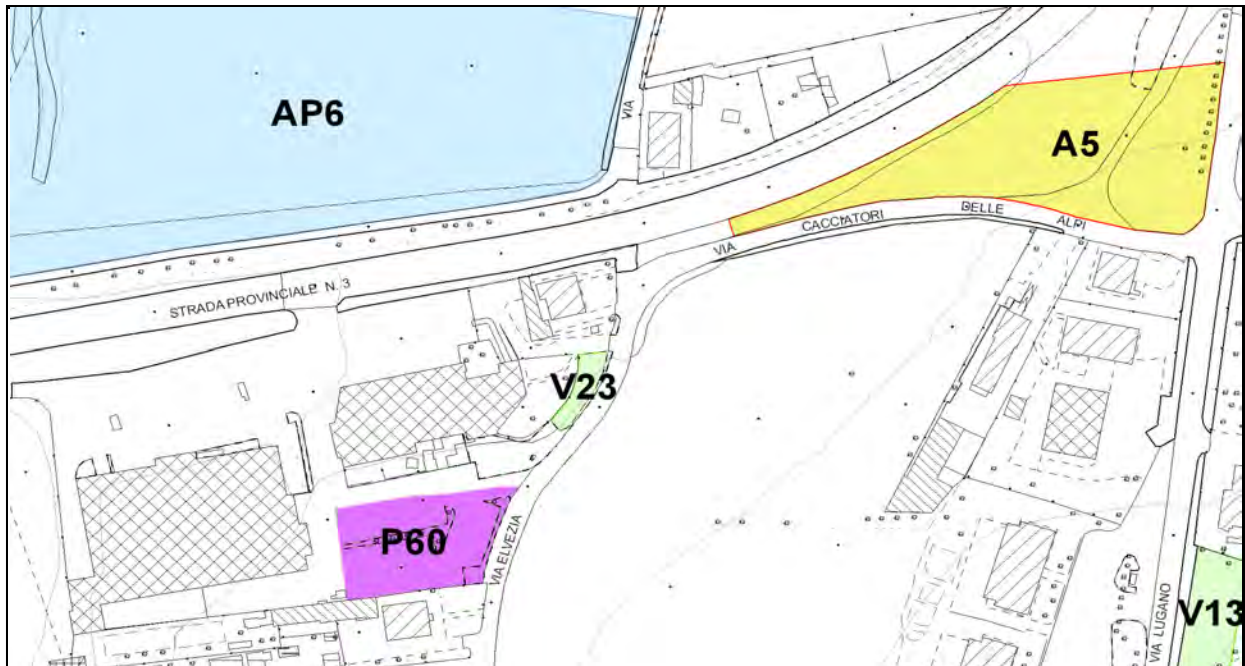 AP6
VIA
A5
VIA CACCIATORI DELLE ALPI
STRADA PROVINCIALE N. 3
V23
P60
VIA ELVEZIA
VIA LUGANO
V13